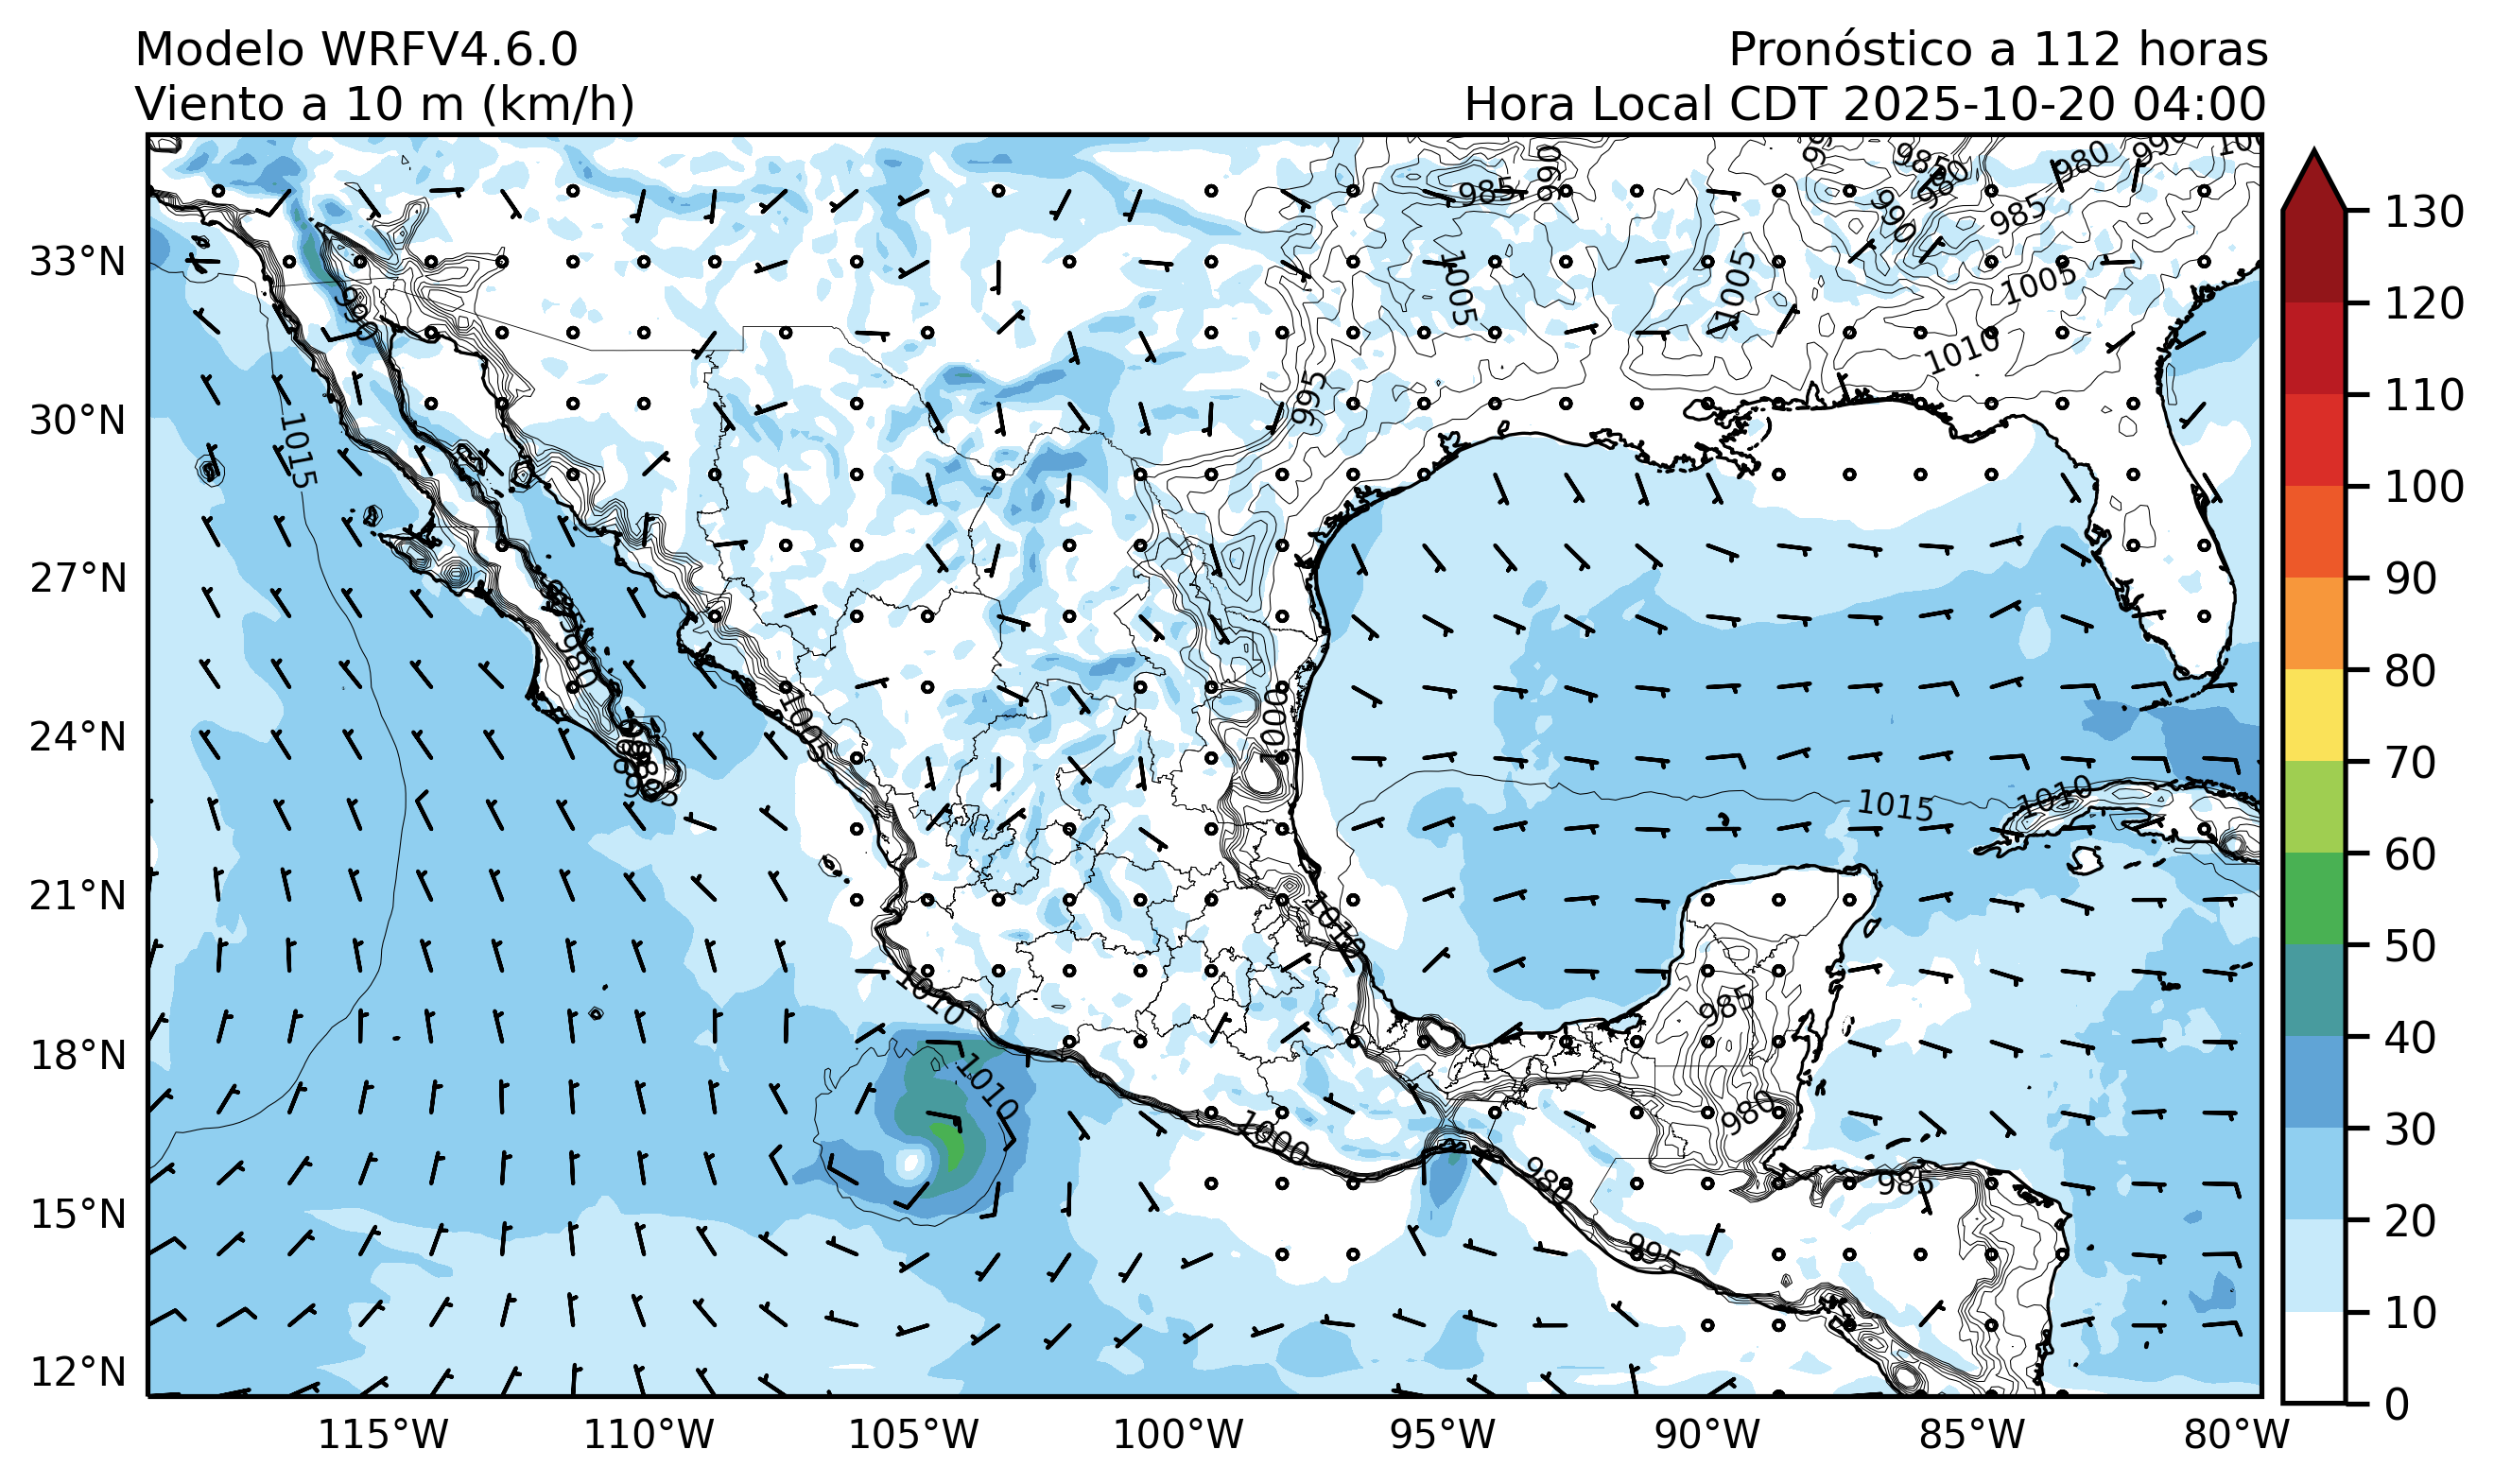 Modelo WRFV4.6.0
Pronóstico a 112 horas
Viento a 10 m (km/h)
Hora Local CDT 2025-10-20 04:00
985
990
985
980
980
990
985
990
1005
1005
1005
1010
995
1015
980
1005
1000
985
1015
1010
1010
1010
1010
985
980
1000
980
985
995
33°N
30°N
27°N
24°N
21°N
18°N
15°N
12°N
115°W
110°W
105°W
100°W
95°W
90°W
85°W
80°W
130
120
110
100
90
80
70
60
50
40
30
20
10
0